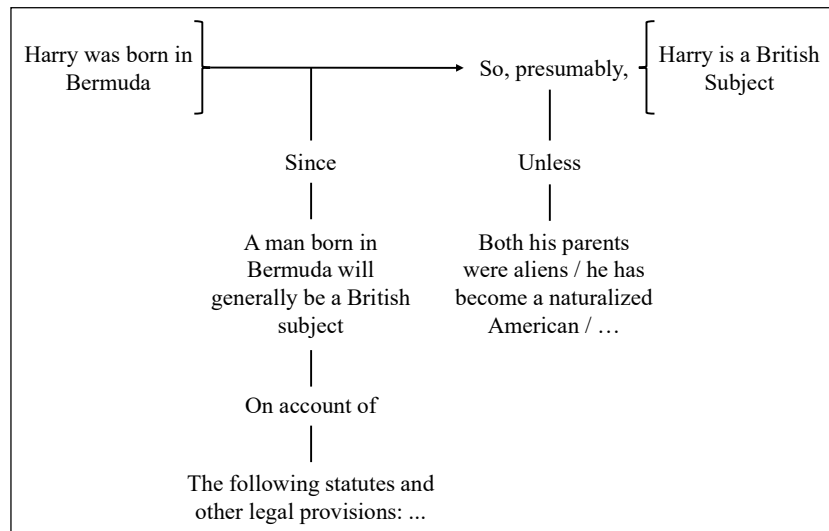 Harry was born in
Bermuda
So, presumably,
Harry is a British
Subject
Since
Unless
A man born in
Bermuda will
generally be a British
subject
Both his parents
were aliens / he has
become a naturalized
American / …
On account of
The following statutes and
other legal provisions: ...